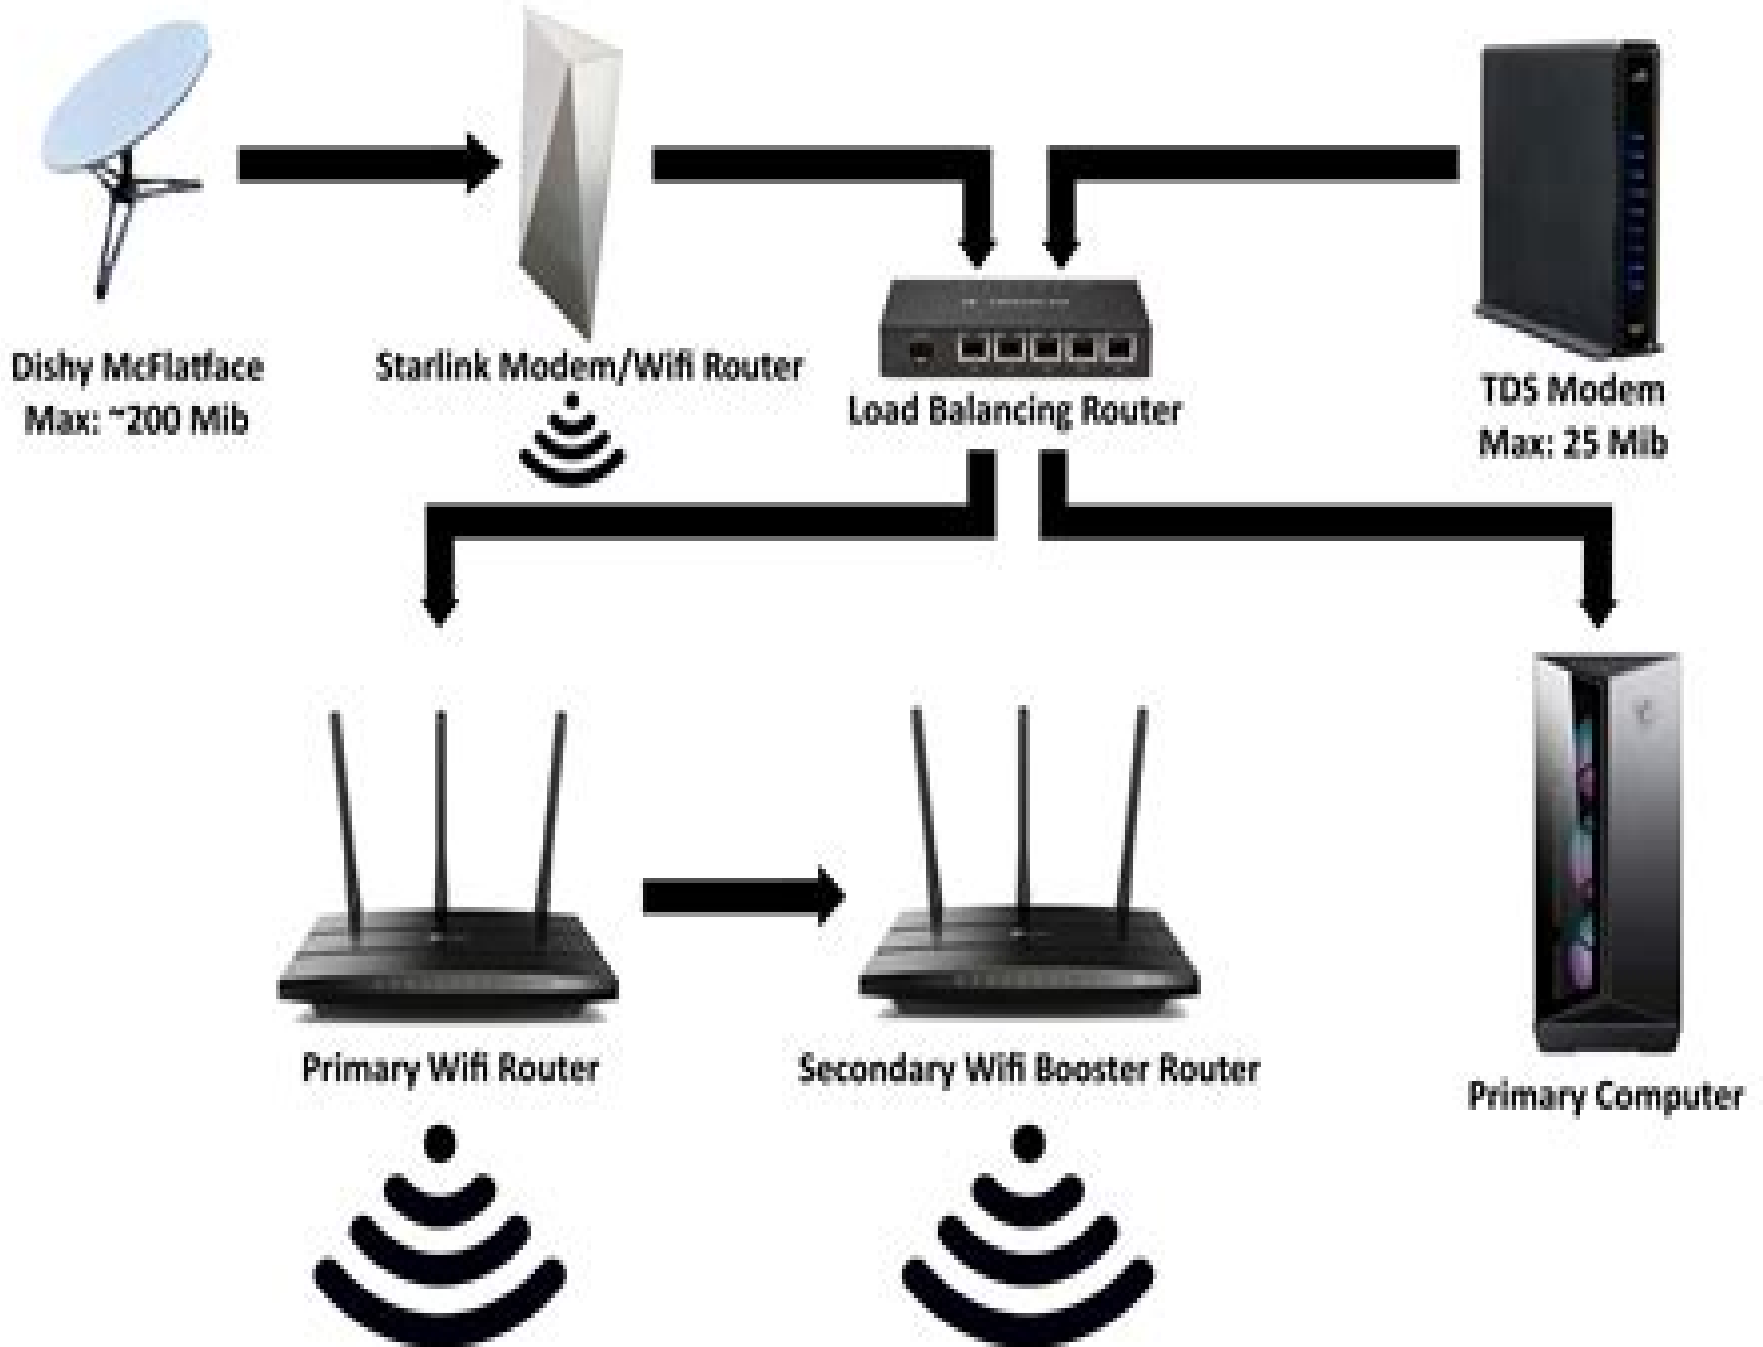 Dishy McFlatface
Max: ~200 Mib
Starlink Modem/Wifi Router
Load Balancing Router
TDS Modem
Max: 25 Mib
Primary Wifi Router
Secondary Wifi Booster Router
Primary Computer